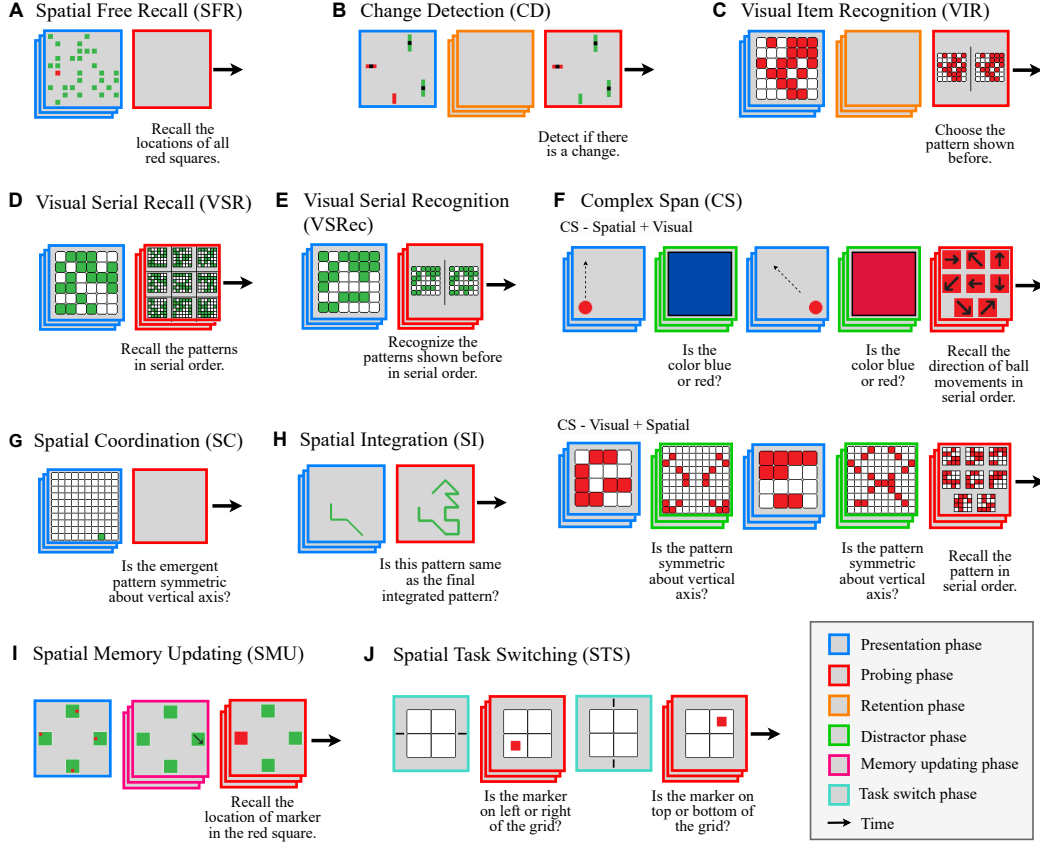 A Spatial Free Recall (SFR)
Recall the
locations of all
red squares.
B Change Detection (CD)
Detect if there
is a change.
C Visual Item Recognition (VIR)
Choose the
pattern shown
before.
D Visual Serial Recall (VSR)
Recall the patterns
in serial order.
E Visual Serial Recognition
(VSRec)
Recognize the
patterns shown before
in serial order.
F Complex Span (CS)
CS - Spatial + Visual
Is the
color blue
or red?
Is the
color blue
or red?
Recall the
direction of ball
movements in
serial order.
CS - Visual + Spatial
Is the pattern
symmetric
about vertical
axis?
Is the pattern
symmetric
about vertical
axis?
Recall the
pattern in
serial order.
G Spatial Coordination (SC)
Is the emergent
pattern symmetric
about vertical axis?
H Spatial Integration (SI)
Is this pattern same
as the final
integrated pattern?
I Spatial Memory Updating (SMU)
Recall the
location of marker
in the red square.
J Spatial Task Switching (STS)
Is the marker
on left or right
of the grid?
Is the marker on
top or bottom of
the grid?
Presentation phase
Probing phase
Retention phase
Distractor phase
Memory updating phase
Task switch phase
Time